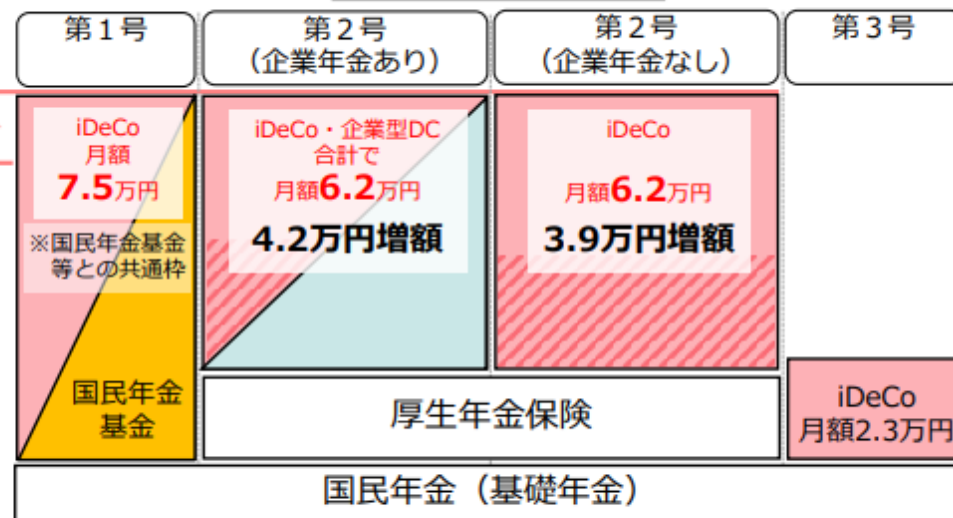 第１号
第２号
（企業年金あり）
第２号
（企業年金なし）
第３号
iDeCo
月額
7.5万円
※国民年金基金
等との共通枠
国民年金
基金
iDeCo・企業型DC
合計で
月額6.2万円
4.2万円増額
iDeCo
月額6.2万円
3.9万円増額
厚生年金保険
iDeCo
月額2.3万円
国民年金（基礎年金）